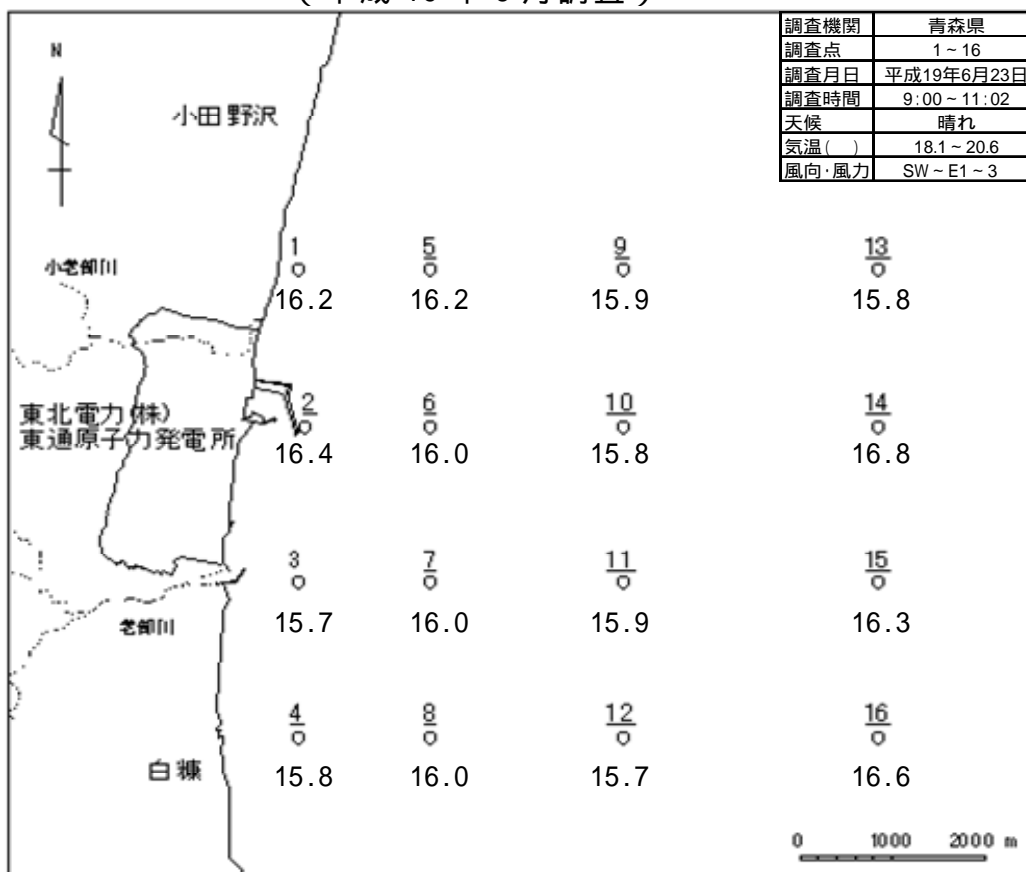 調査機関 青森県
調査点 1~16
調査月日 平成19年6月23日
調査時間 9:00~11:02
天候 晴れ
気温( ) 18.1~20.6
風向・風力 SW~E1~3
N
小田野沢
小老部川
1 5 9 13
16.2 16.2 15.9 15.8
東北電力(株)
東通原子力発電所
2 6 10 14
16.4 16.0 15.8 16.8
3 7 11 15
15.7 16.0 15.9 16.3
老部川
4 8 12 16
15.8 16.0 15.7 16.6
白糠
0 1000 2000 m